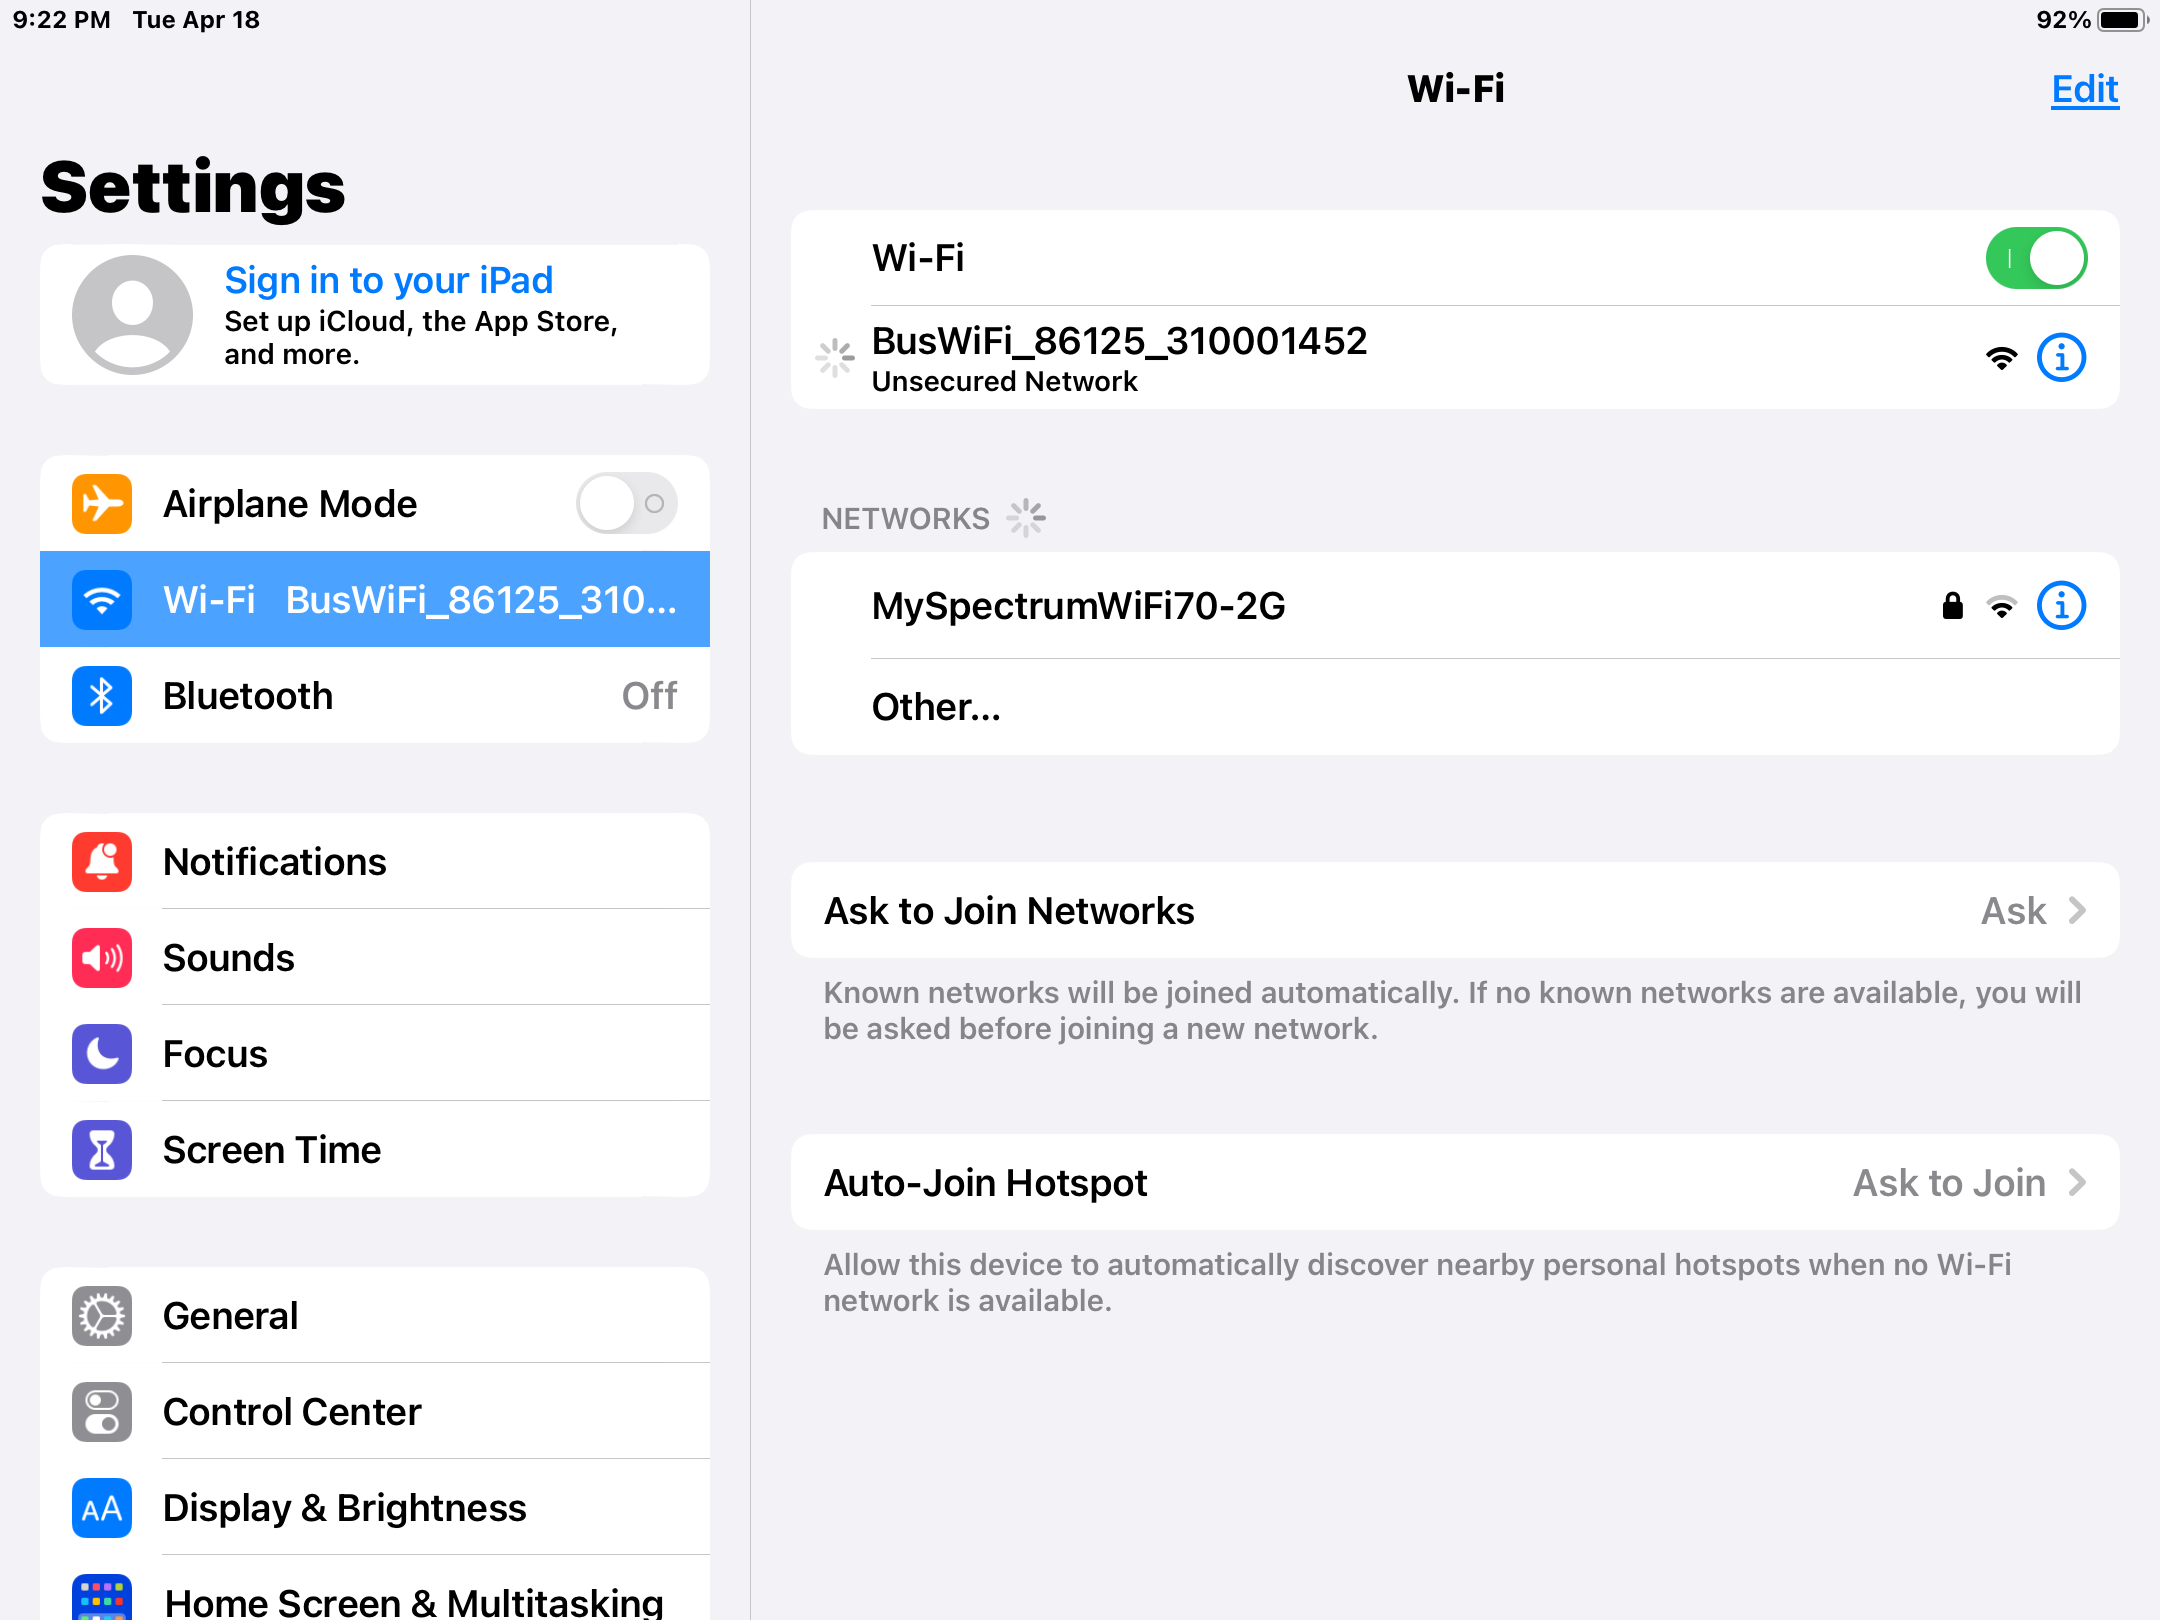 9:22 PM Tue Apr 18
92%
Settings
Sign in to your iPad
Set up iCloud, the App Store,
and more.
Airplane Mode
Wi-Fi BusWiFi_86125_310...
Bluetooth Off
Notifications
Sounds
Focus
Screen Time
General
Control Center
AA Display & Brightness
Home Screen & Multitasking
Wi-Fi
Edit
Wi-Fi
BusWiFi_86125_310001452
Unsecured Network
NETWORKS
MySpectrumWiFi70-2G
Other...
Ask to Join Networks Ask
Known networks will be joined automatically. If no known networks are available, you will
be asked before joining a new network.
Auto-Join Hotspot Ask to Join
Allow this device to automatically discover nearby personal hotspots when no Wi-Fi
network is available.